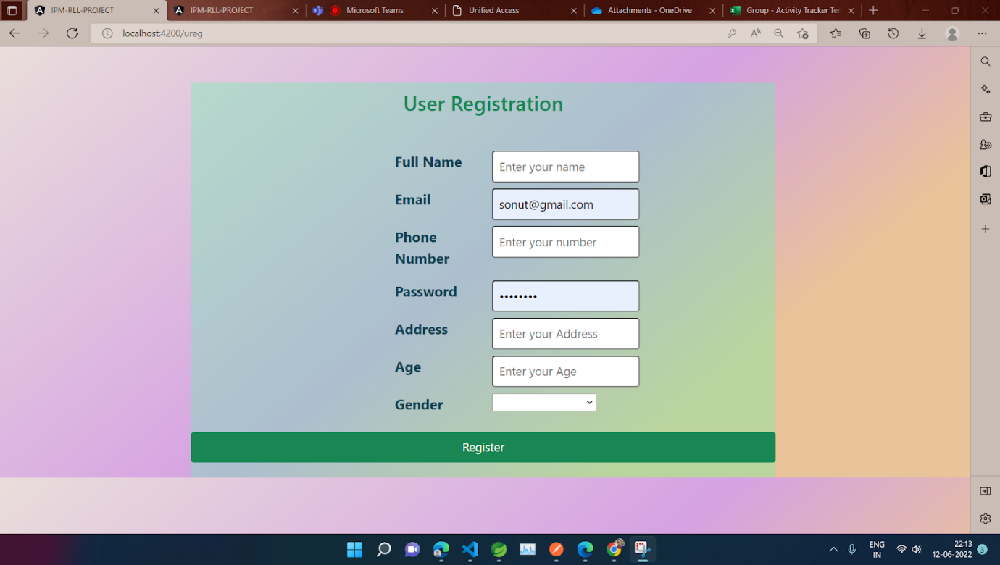 IPM-RLL-PROJECT
IPM-RLL-PROJECT
Microsoft Teams
Unified Access
Attachments - OneDrive
Group - Activity Tracker Ten
localhost:4200/ureg
User Registration
Full Name
Enter your name
Email
sonut@gmail.com
Phone
Number
Enter your number
Password
••••••••
Address
Enter your Address
Age
Enter your Age
Gender
Register
ENG
IN
22:13
12-06-2022
3